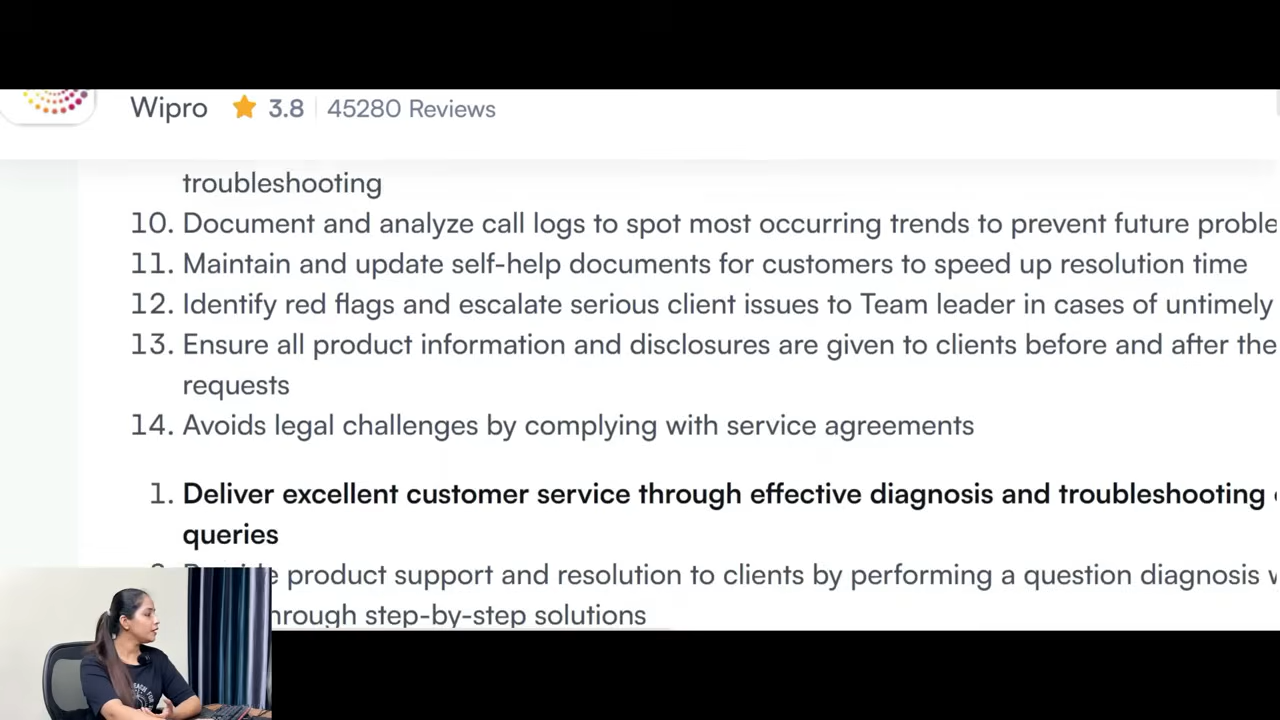 Wipro 3.8 45280 Reviews
troubleshooting
10. Document and analyze call logs to spot most occurring trends to prevent future
11. Maintain and update self-help documents for customers to speed up resolution time
12. Identify red flags and escalate serious client issues to Team leader in cases of untimely
13. Ensure all product information and disclosures are given to clients before and after the
requests
14. Avoids legal challenges by complying with service agreements
1. Deliver excellent customer service through effective diagnosis and troubleshooting
queries
product support and resolution to clients by performing a question diagnosis
through step-by-step solutions